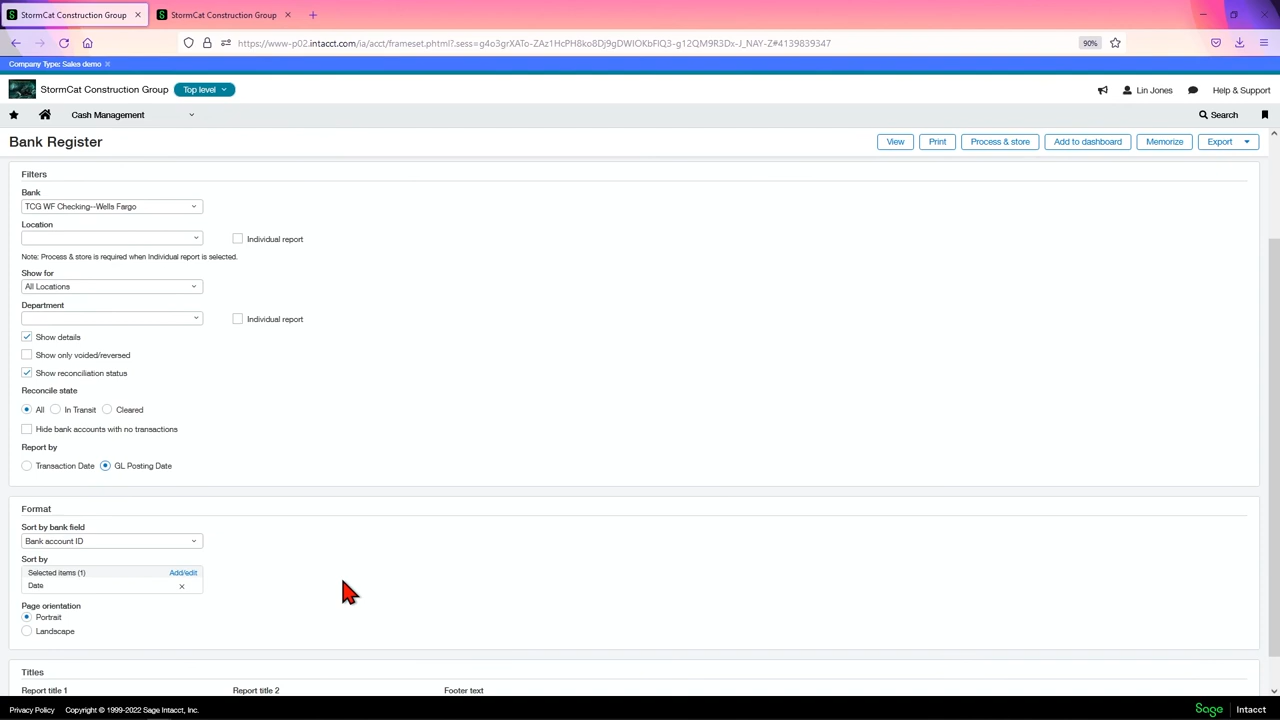 StormCat Construction Group
StormCat Construction Group
https://www-p02.intacct.com/ia/acct/frameset.phtml?.sess=g4o3grXATo-ZAz1HcPH8ko8Dj9gDWIOKbFlQ3-g12QM9R3Dx-J_NAY-Z#4139839347
90%
Company Type: Sales demo
StormCat Construction Group
Top level
Lin Jones
Help & Support
Cash Management
Search
Bank Register
View
Print
Process & store
Add to dashboard
Memorize
Export
Filters
Bank
TCG WF Checking--Wells Fargo
Location
Individual report
Note: Process & store is required when Individual report is selected.
Show for
All Locations
Department
Individual report
Show details
Show only voided/reversed
Show reconciliation status
Reconcile state
All In Transit Cleared
Hide bank accounts with no transactions
Report by
Transaction Date GL Posting Date
Format
Sort by bank field
Bank account ID
Sort by
Selected items (1) Add/edit
Date
Page orientation
Portrait
Landscape
Titles
Report title 1 Report title 2 Footer text
Privacy Policy Copyright © 1999-2022 Sage Intacct, Inc.
Sage Intacct